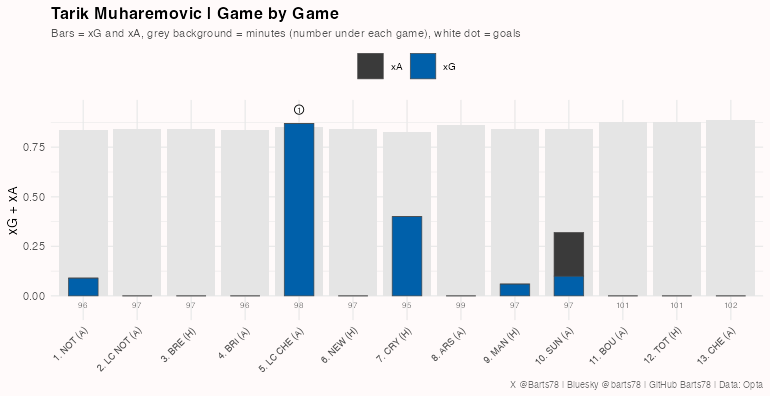 Tarik Muharemovic | Game by Game
Bars = xG and xA, grey background = minutes (number under each game), white dot = goals
xA xG
1
xG + xA
0.75
0.50
0.25
0.00
96 97 97 96 98 97 95 99 97 97 101 101 102
1. NOT (A)
2. LC NOT (A)
3. BRE (H)
4. BRI (A)
5. LC CHE (A)
6. NEW (H)
7. CRY (H)
8. ARS (A)
9. MAN (H)
10. SUN (A)
11. BOU (A)
12. TOT (H)
13. CHE (A)
X @Barts78 | Bluesky @barts78 | GitHub Barts78 | Data: Opta